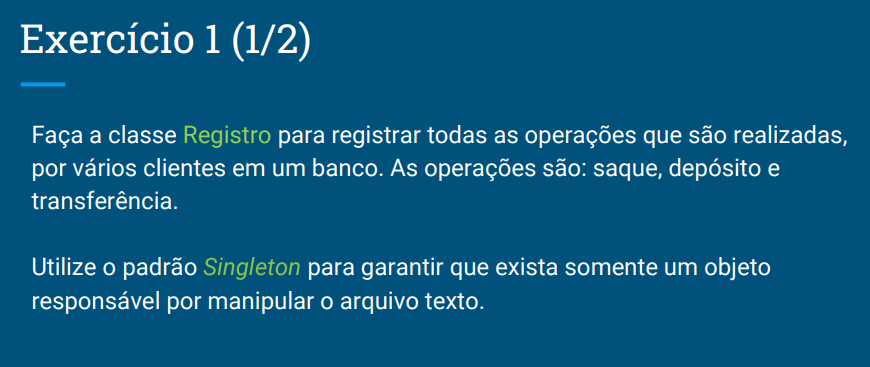 Exercício 1 (1/2)
Faça a classe Registro para registrar todas as operações que são realizadas,
por vários clientes em um banco. As operações são: saque, depósito e
transferência.
Utilize o padrão Singleton para garantir que exista somente um objeto
responsável por manipular o arquivo texto.